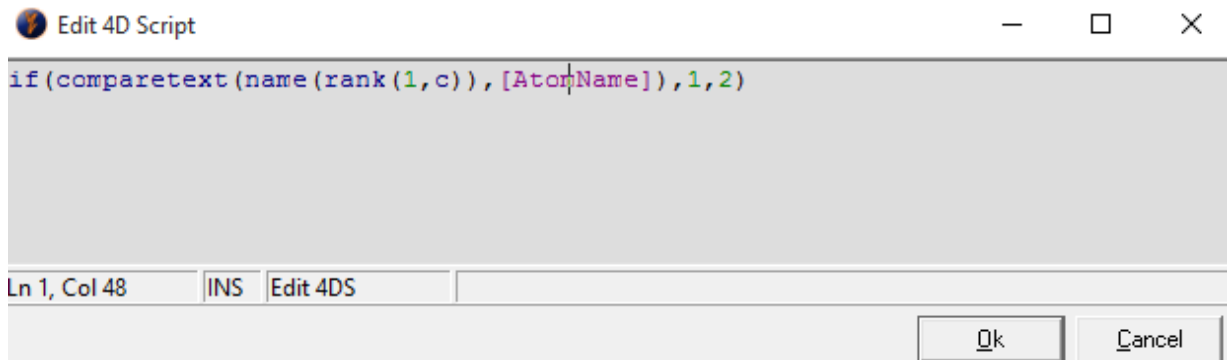 Edit 4D Script
if(comparetext(name(rank(1,c)),[AtomName]),1,2)
Ln 1, Col 48 INS Edit 4DS
Ok Cancel